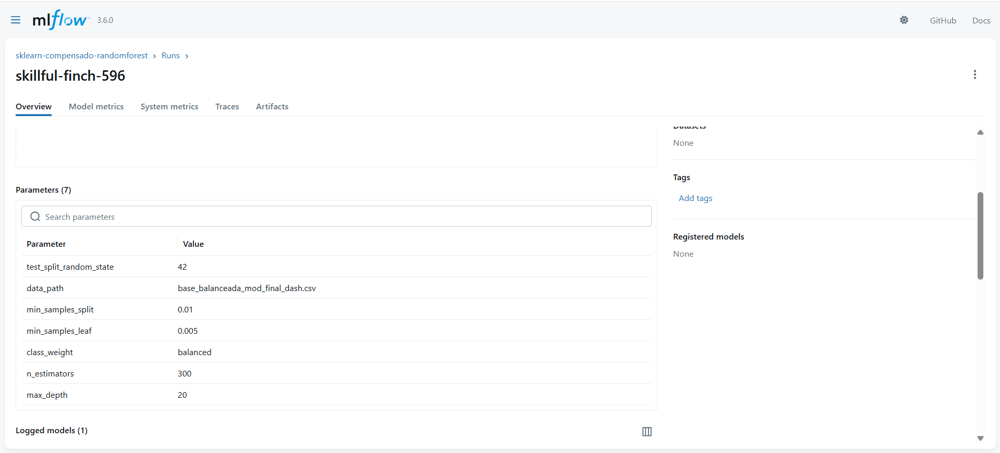 mlflow™ 3.6.0
GitHub Docs
sklearn-compensado-randomforest > Runs >
skillful-finch-596
Overview Model metrics System metrics Traces Artifacts
Datasets
None
Tags
Add tags
Registered models
None
Parameters (7)
Search parameters
Parameter Value
test_split_random_state 42
data_path base_balanceada_mod_final_dash.csv
min_samples_split 0.01
min_samples_leaf 0.005
class_weight balanced
n_estimators 300
max_depth 20
Logged models (1)